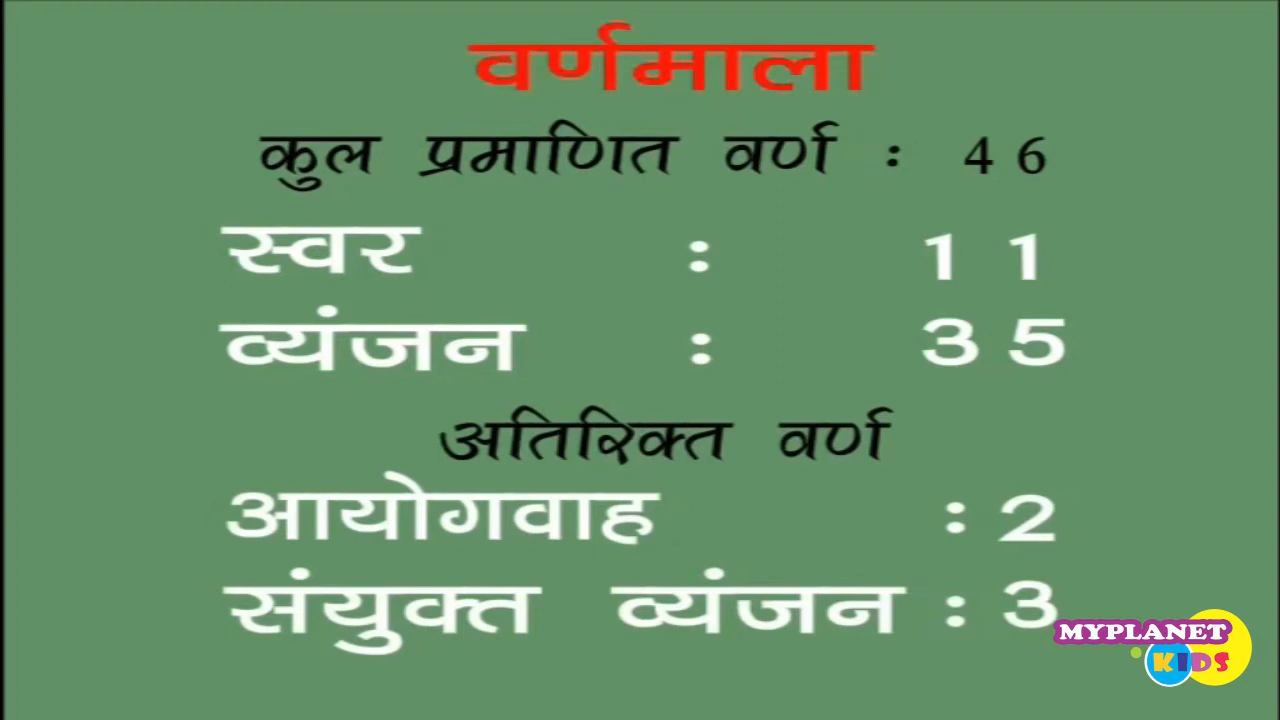 वर्णमाला
कुल प्रमाणित वर्ण : 46
स्वर : 11
व्यंजन : 35
अतिरिक्त वर्ण
आयोगवाह : 2
संयुक्त व्यंजन : 3
MYPLANET
KIDS